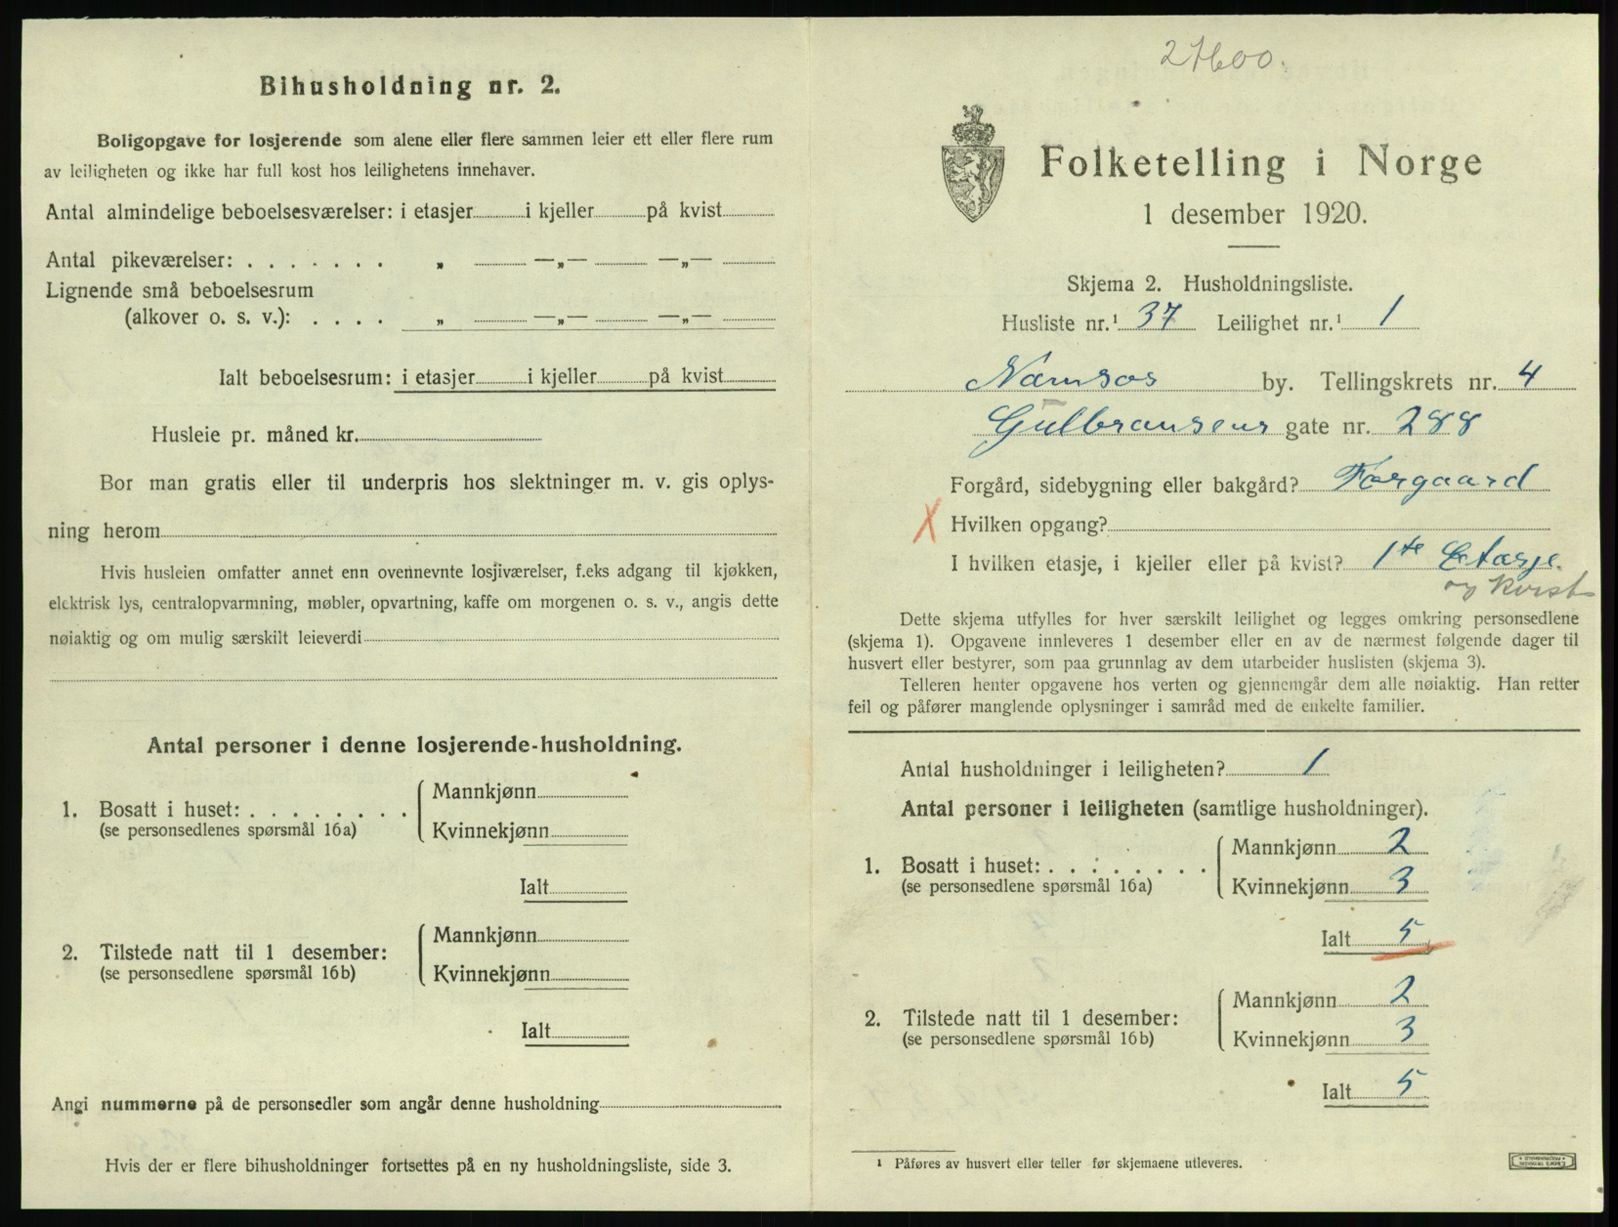 Bihusholdning nr. 2.
Boligopgave for losjerende som alene eller flere sammen leier ett eller flere rum
av leiligheten og ikke har full kost hos leilighetens innehaver.
Antal almindelige beboelsesværelser: i etasjer i kjeller på kvist
Antal pikeværelser: . . . . . . . „ —„— —„—
Lignende små beboelsesrum
(alkover o. s. v.): . . . . „ —„— —„—
Ialt beboelsesrum: i etasjer i kjeller på kvist
Husleie pr. måned kr.
Bor man gratis eller til underpris hos slektninger m. v. gis oplys-
ning herom
Hvis husleien omfatter annet enn ovennevnte losjiværelser, f.eks adgang til kjøkken,
elektrisk lys, centralopvarmning, møbler, opvartning, kaffe om morgenen o. s. v., angis dette
nøiaktig og om mulig særskilt leieverdi
Antal personer i denne losjerende-husholdning.
1. Bosatt i huset: . . . . . . . .
(se personsedlenes spørsmål 16a)
Mannkjønn
Kvinnekjønn
Ialt
2. Tilstede natt til 1 desember:
(se personsedlene spørsmål 16b)
Mannkjønn
Kvinnekjønn
Ialt
Angi nummerne på de personsedler som angår denne husholdning
Hvis der er flere bihusholdninger fortsettes på en ny husholdningsliste, side 3.
27600.
Folketelling i Norge
1 desember 1920.
Skjema 2. Husholdningsliste.
Husliste nr.¹ 37 Leilighet nr.¹ 1
Namsos by. Tellingskrets nr. 4
Gulbransens gate nr. 288
Forgård, sidebygning eller bakgård? Forgaard
X Hvilken opgang?
I hvilken etasje, i kjeller eller på kvist? 1te Etasje.
og Kvist
Dette skjema utfylles for hver særskilt leilighet og legges omkring personsedlene
(skjema 1). Opgavene innleveres 1 desember eller en av de nærmest følgende dager til
husvert eller bestyrer, som paa grunnlag av dem utarbeider huslisten (skjema 3).
Telleren henter opgavene hos verten og gjennemgår dem alle nøiaktig. Han retter
feil og påfører manglende oplysninger i samråd med de enkelte familier.
Antal husholdninger i leiligheten? 1
Antal personer i leiligheten (samtlige husholdninger).
1. Bosatt i huset: . . . . . . . .
(se personsedlene spørsmål 16a)
Mannkjønn 2
Kvinnekjønn 3
Ialt 5
2. Tilstede natt til 1 desember:
(se personsedlene spørsmål 16b)
Mannkjønn 2
Kvinnekjønn 3
Ialt 5
¹ Påføres av husvert eller teller før skjemaene utleveres.